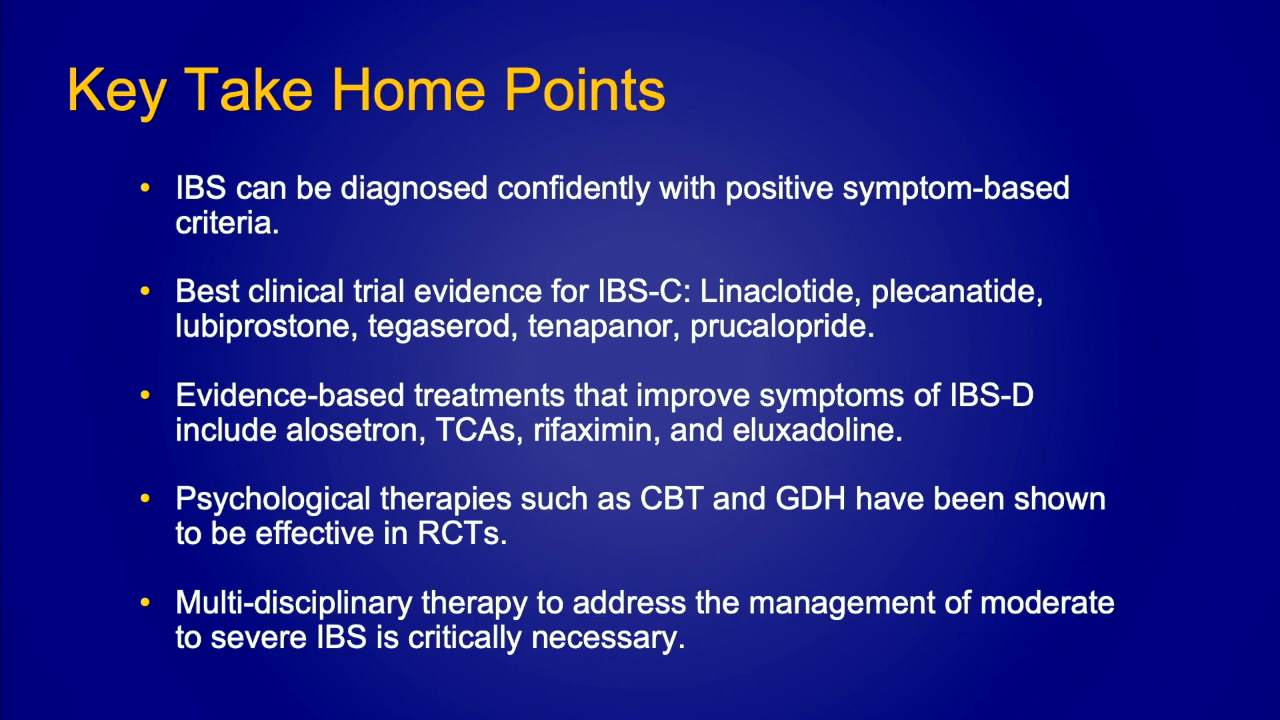 Key Take Home Points
• IBS can be diagnosed confidently with positive symptom-based
criteria.
• Best clinical trial evidence for IBS-C: Linaclotide, plecanatide,
lubiprostone, tegaserod, tenapanor, prucalopride.
• Evidence-based treatments that improve symptoms of IBS-D
include alosetron, TCAs, rifaximin, and eluxadoline.
• Psychological therapies such as CBT and GDH have been shown
to be effective in RCTs.
• Multi-disciplinary therapy to address the management of moderate
to severe IBS is critically necessary.